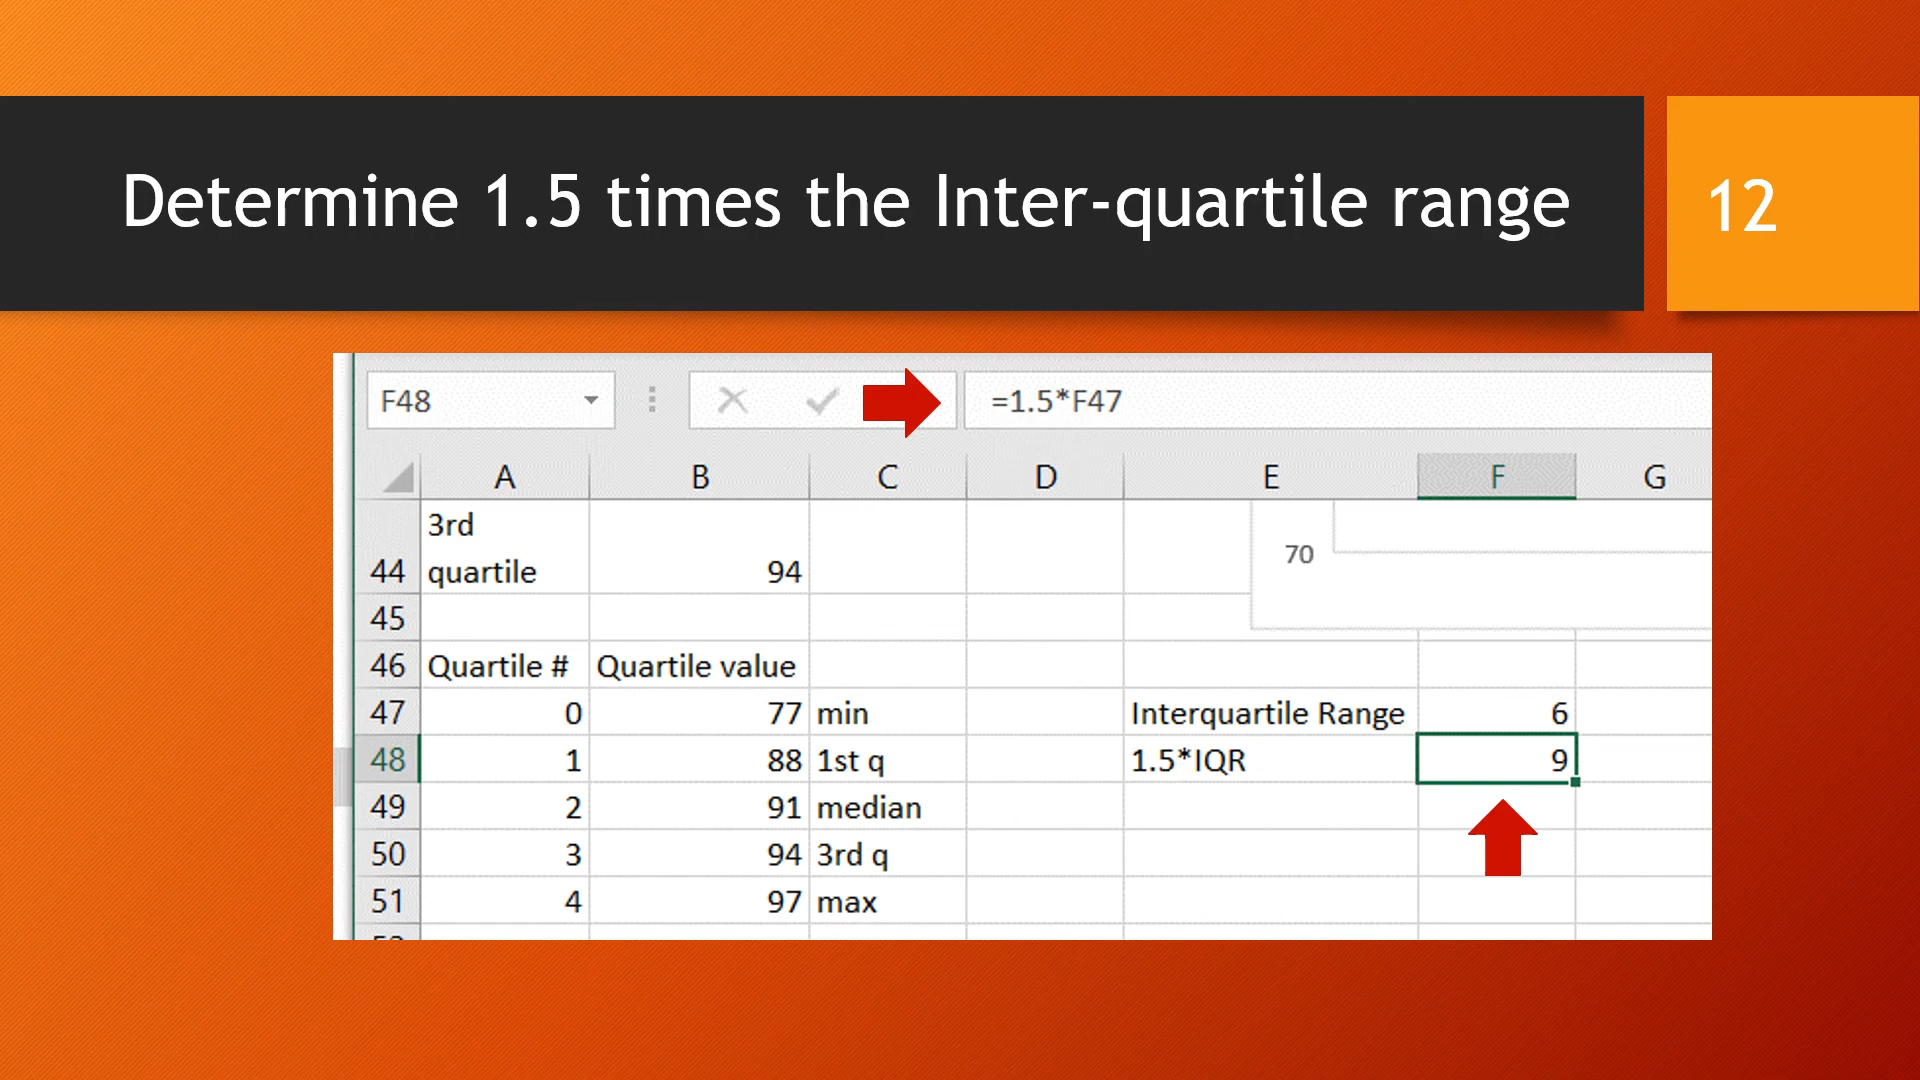 Determine 1.5 times the Inter-quartile range
12
F48
=1.5*F47
A B C D E F G
3rd
44 quartile 94
70
45
46 Quartile # Quartile value
47 0 77 min Interquartile Range 6
48 1 88 1st q 1.5*IQR 9
49 2 91 median
50 3 94 3rd q
51 4 97 max